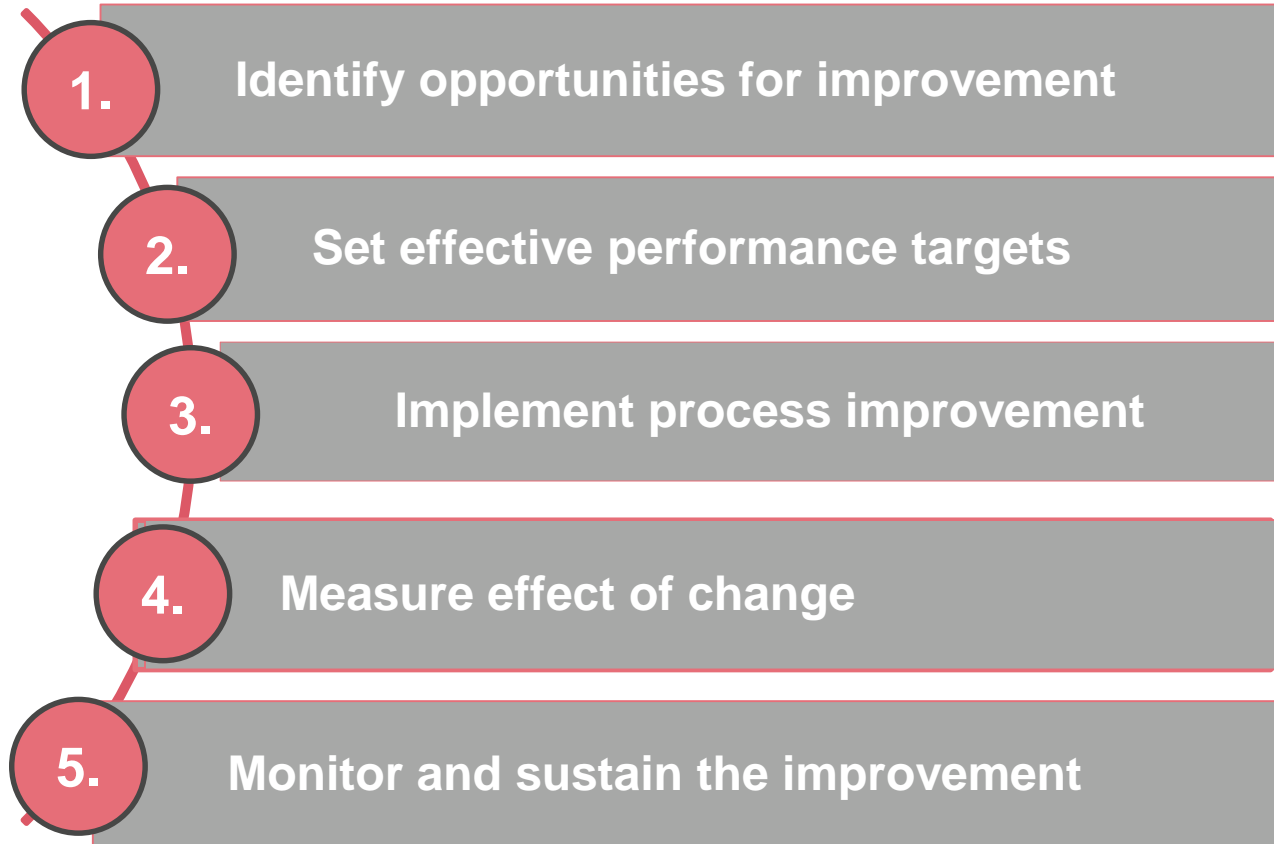 1. Identify opportunities for improvement
2. Set effective performance targets
3. Implement process improvement
4. Measure effect of change
5. Monitor and sustain the improvement